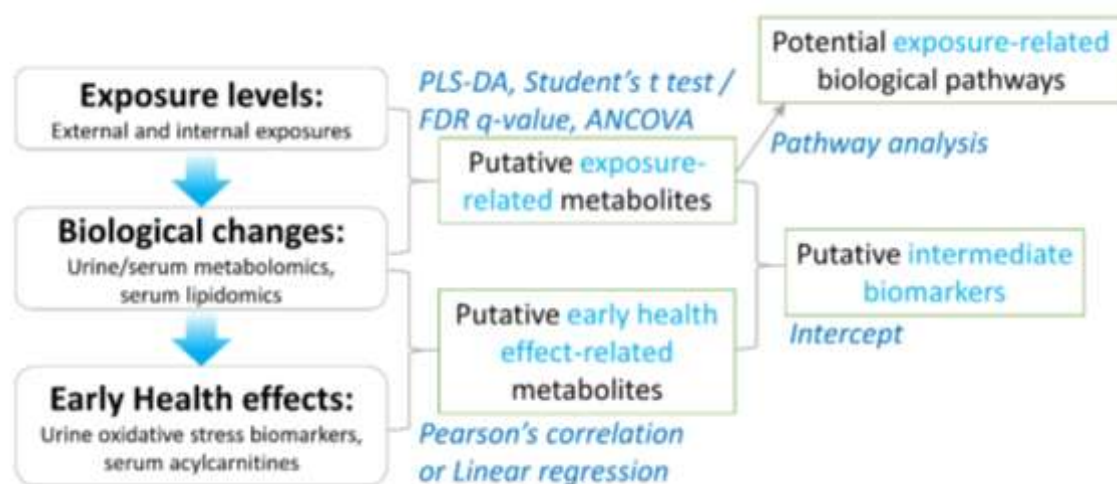 Exposure levels:
External and internal exposures
Biological changes:
Urine/serum metabolomics,
serum lipidomics
Early Health effects:
Urine oxidative stress biomarkers,
serum acylcarnitines
PLS-DA, Student's t test /
FDR q-value, ANCOVA
Putative exposure-
related metabolites
Putative early health
effect-related
metabolites
Pearson's correlation
or Linear regression
Potential exposure-related
biological pathways
Pathway analysis
Putative intermediate
biomarkers
Intercept